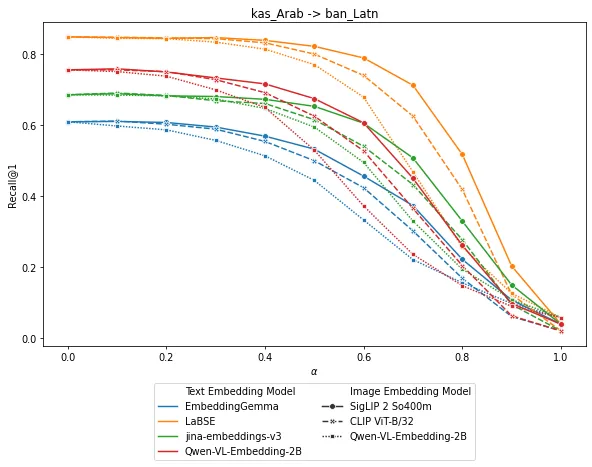 kas_Arab -> ban_Latn
Recall@1
0.8
0.6
0.4
0.2
0.0
0.0 0.2 0.4 0.6 0.8 1.0
α
Text Embedding Model
EmbeddingGemma
LaBSE
jina-embeddings-v3
Qwen-VL-Embedding-2B
Image Embedding Model
SigLIP 2 So400m
CLIP ViT-B/32
Qwen-VL-Embedding-2B